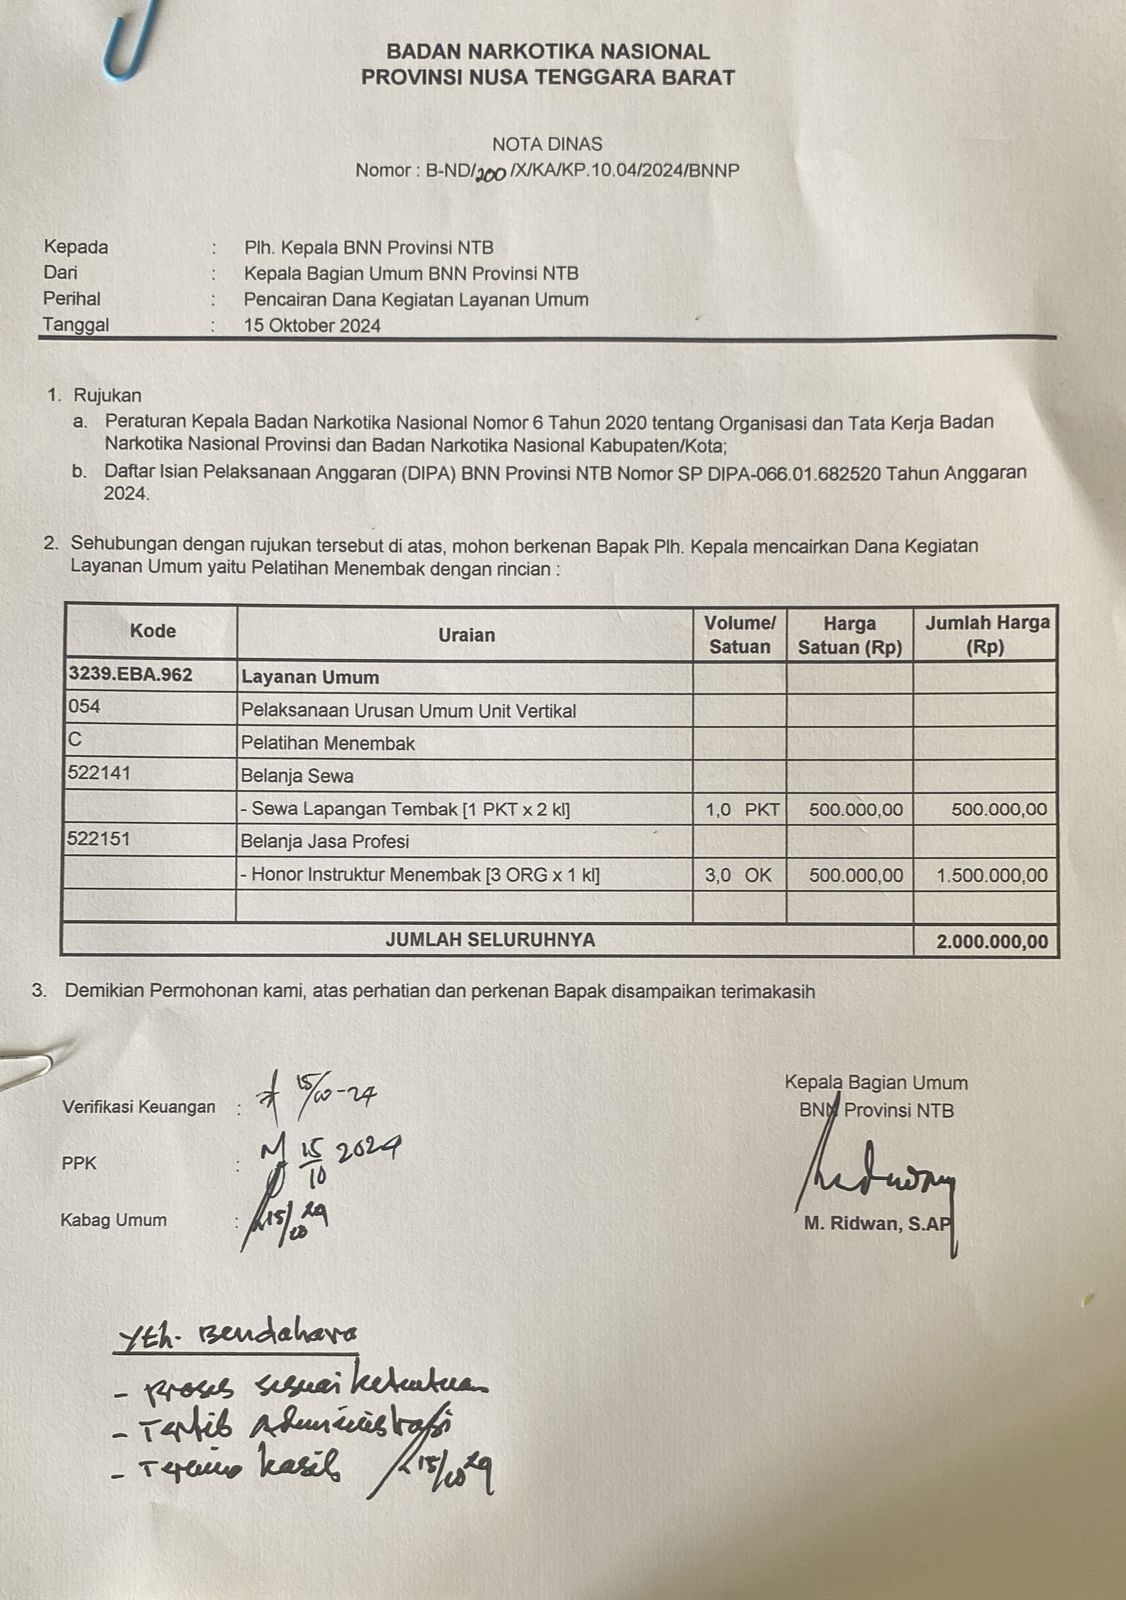 BADAN NARKOTIKA NASIONAL
PROVINSI NUSA TENGGARA BARAT
NOTA DINAS
Nomor : B-ND/200/X/KA/KP.10.04/2024/BNNP
Kepada : Plh. Kepala BNN Provinsi NTB
Dari : Kepala Bagian Umum BNN Provinsi NTB
Perihal : Pencairan Dana Kegiatan Layanan Umum
Tanggal : 15 Oktober 2024
1. Rujukan
a. Peraturan Kepala Badan Narkotika Nasional Nomor 6 Tahun 2020 tentang Organisasi dan Tata Kerja Badan
Narkotika Nasional Provinsi dan Badan Narkotika Nasional Kabupaten/Kota;
b. Daftar Isian Pelaksanaan Anggaran (DIPA) BNN Provinsi NTB Nomor SP DIPA-066.01.682520 Tahun Anggaran
2024.
2. Sehubungan dengan rujukan tersebut di atas, mohon berkenan Bapak Plh. Kepala mencairkan Dana Kegiatan
Layanan Umum yaitu Pelatihan Menembak dengan rincian :
Kode Uraian Volume/ Satuan Harga Satuan (Rp) Jumlah Harga (Rp)
3239.EBA.962 Layanan Umum
054 Pelaksanaan Urusan Umum Unit Vertikal
C Pelatihan Menembak
522141 Belanja Sewa
- Sewa Lapangan Tembak [1 PKT x 2 kl] 1,0 PKT 500.000,00 500.000,00
522151 Belanja Jasa Profesi
- Honor Instruktur Menembak [3 ORG x 1 kl] 3,0 OK 500.000,00 1.500.000,00
JUMLAH SELURUHNYA 2.000.000,00
3. Demikian Permohonan kami, atas perhatian dan perkenan Bapak disampaikan terimakasih
Kepala Bagian Umum
BNN Provinsi NTB
Verifikasi Keuangan : 15/10-24
PPK : 15/10 2024
Kabag Umum : 15/10 24
M. Ridwan, S.AP
Yth. Bendahara
- proses sesuai ketentuan
- Tertib Administrasi
- Terima kasih 15/10 24